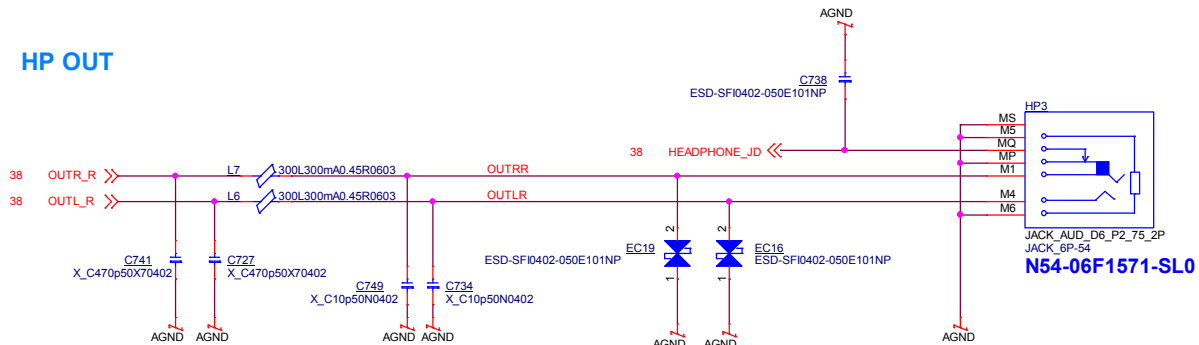 AGND
HP OUT
C738
ESD-SFI0402-050E101NP
HP3
MS
M5
38 HEADPHONE_JD
MQ
MP
38 OUTR_R
L7
300L300mA0.45R0603
OUTRR
M1
38 OUTL_R
L6
300L300mA0.45R0603
OUTLR
M4
M6
JACK_AUD_D6_P2_75_2P
JACK_6P-54
N54-06F1571-SL0
2
2
EC19
ESD-SFI0402-050E101NP
EC16
ESD-SFI0402-050E101NP
1
1
C741
X_C470p50X70402
C727
X_C470p50X70402
C749
X_C10p50N0402
C734
X_C10p50N0402
AGND
AGND
AGND
AGND
AGND
AGND
AGND